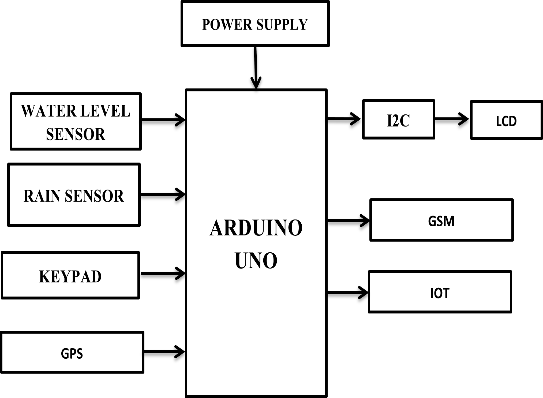 POWER SUPPLY
WATER LEVEL
SENSOR
RAIN SENSOR
KEYPAD
GPS
ARDUINO
UNO
I2C
LCD
GSM
IOT